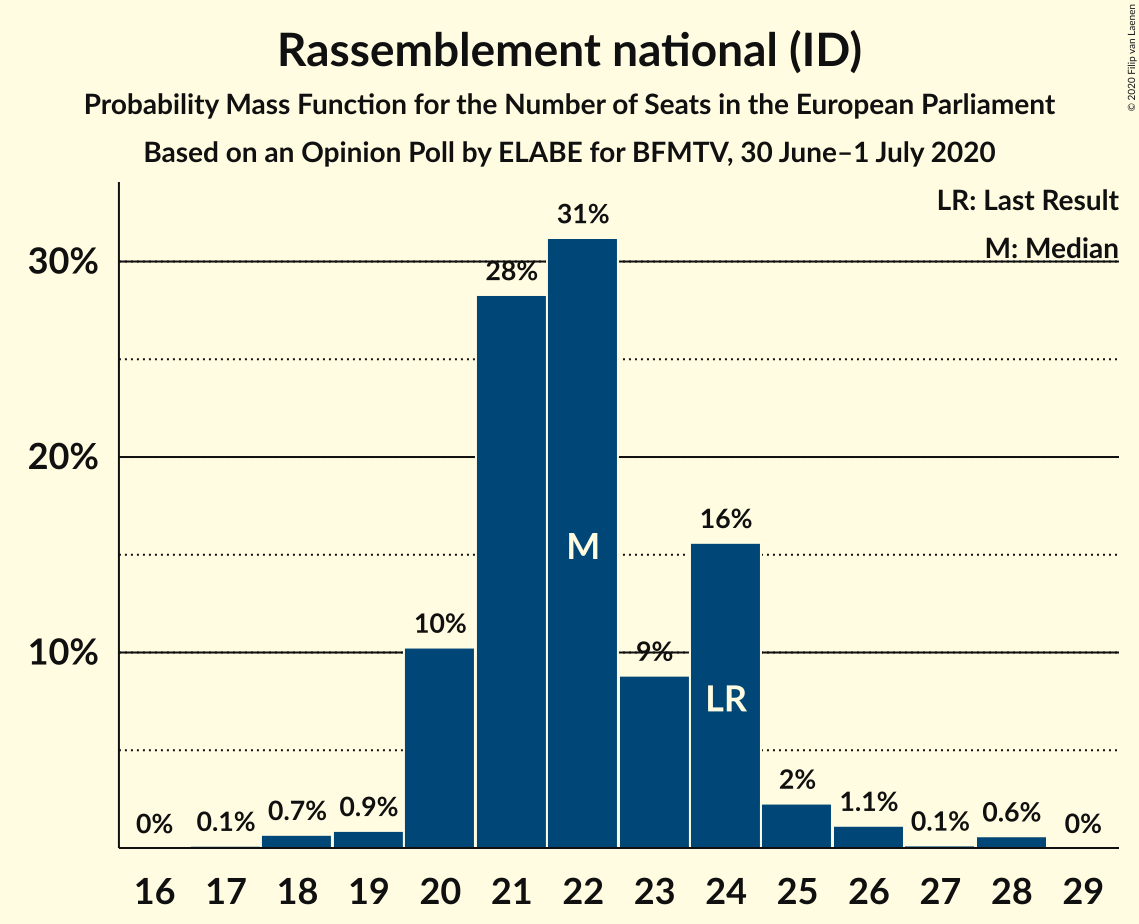 Rassemblement national (ID)
Probability Mass Function for the Number of Seats in the European Parliament
Based on an Opinion Poll by ELABE for BFMTV, 30 June–1 July 2020
© 2020 Filip van Laenen
LR: Last Result
M: Median
30%
20%
10%
0%
0.1%
0.7%
0.9%
10%
28%
31%
9%
16%
2%
1.1%
0.1%
0.6%
0%
M
LR
16 17 18 19 20 21 22 23 24 25 26 27 28 29